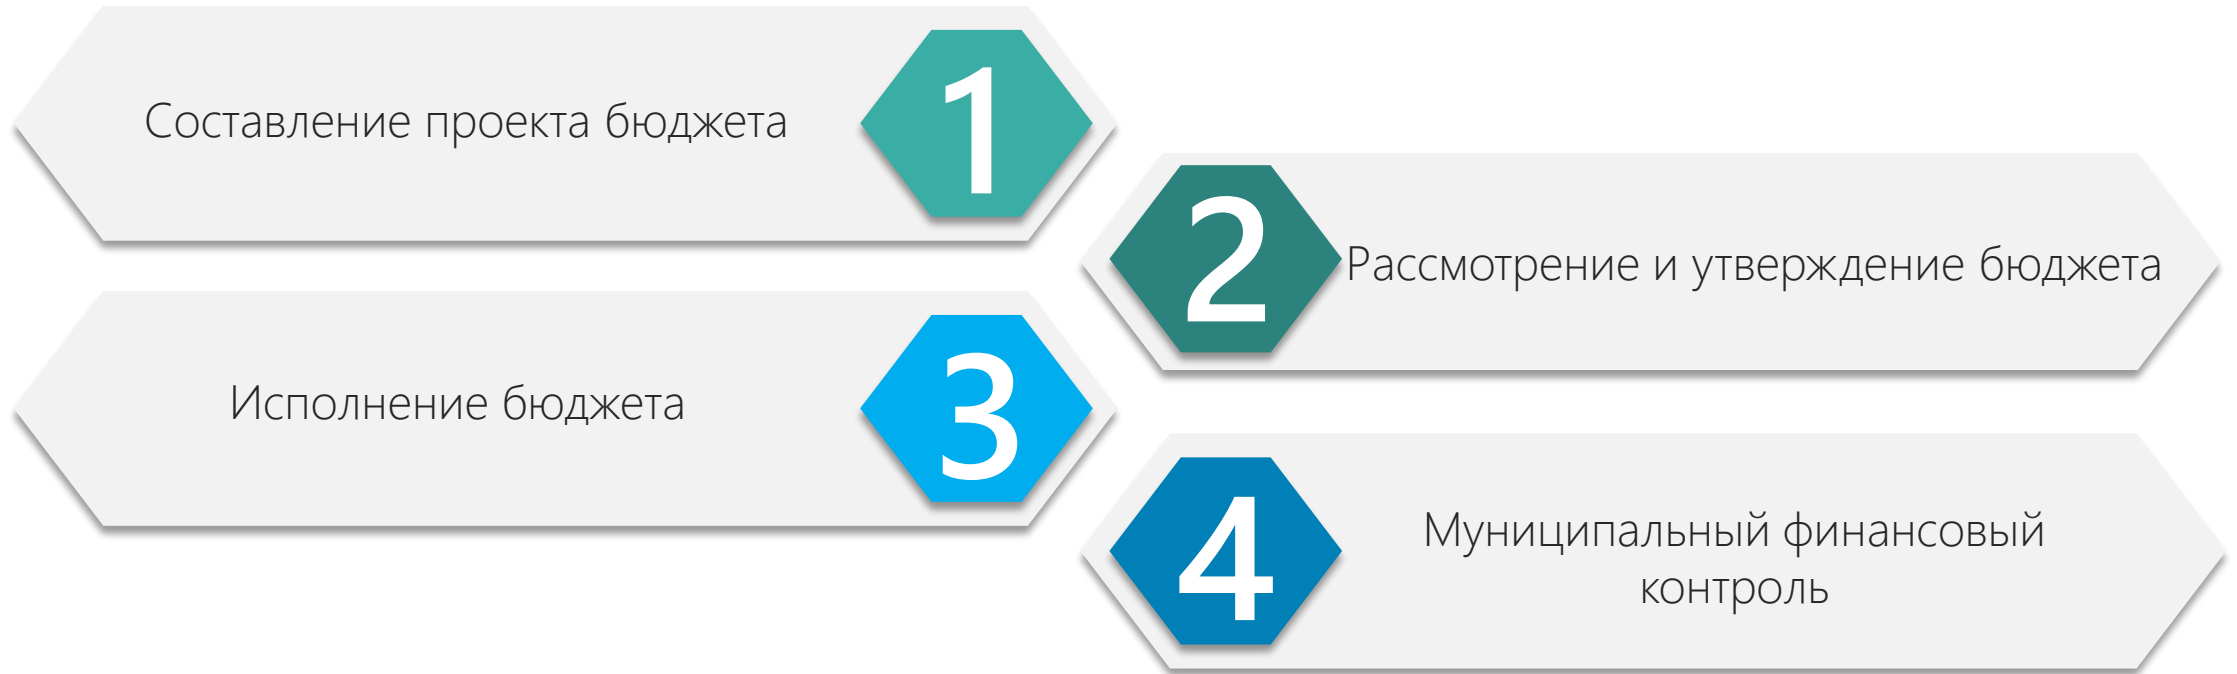 Составление проекта бюджета
1
2
Рассмотрение и утверждение бюджета
Исполнение бюджета
3
4
Муниципальный финансовый
контроль